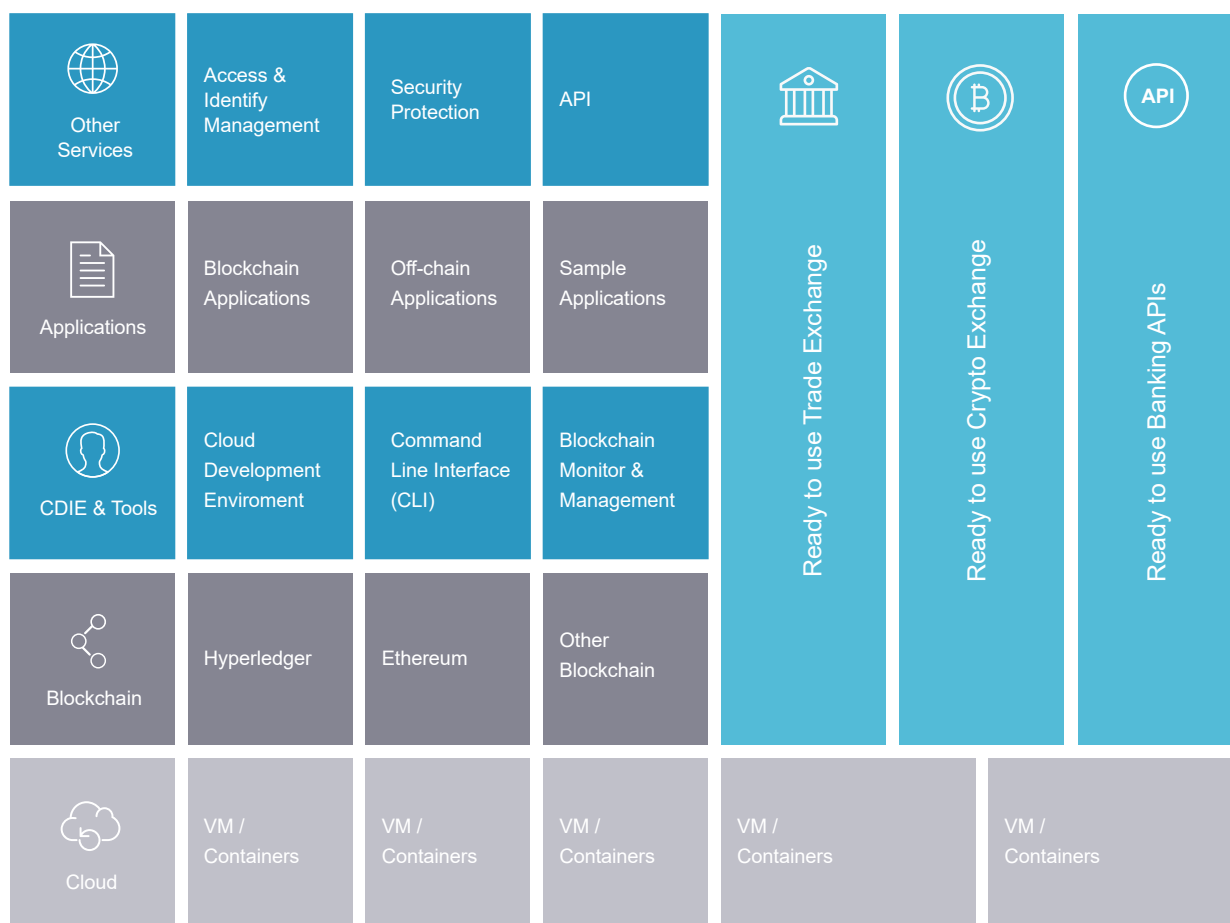 Other
Services
Access &
Identify
Management
Security
Protection
API
API
Applications
Blockchain
Applications
Off-chain
Applications
Sample
Applications
Ready to use Trade Exchange
Ready to use Crypto Exchange
Ready to use Banking APIs
CDIE & Tools
Cloud
Development
Enviroment
Command
Line Interface
(CLI)
Blockchain
Monitor &
Management
Blockchain
Hyperledger
Ethereum
Other
Blockchain
Cloud
VM /
Containers
VM /
Containers
VM /
Containers
VM /
Containers
VM /
Containers